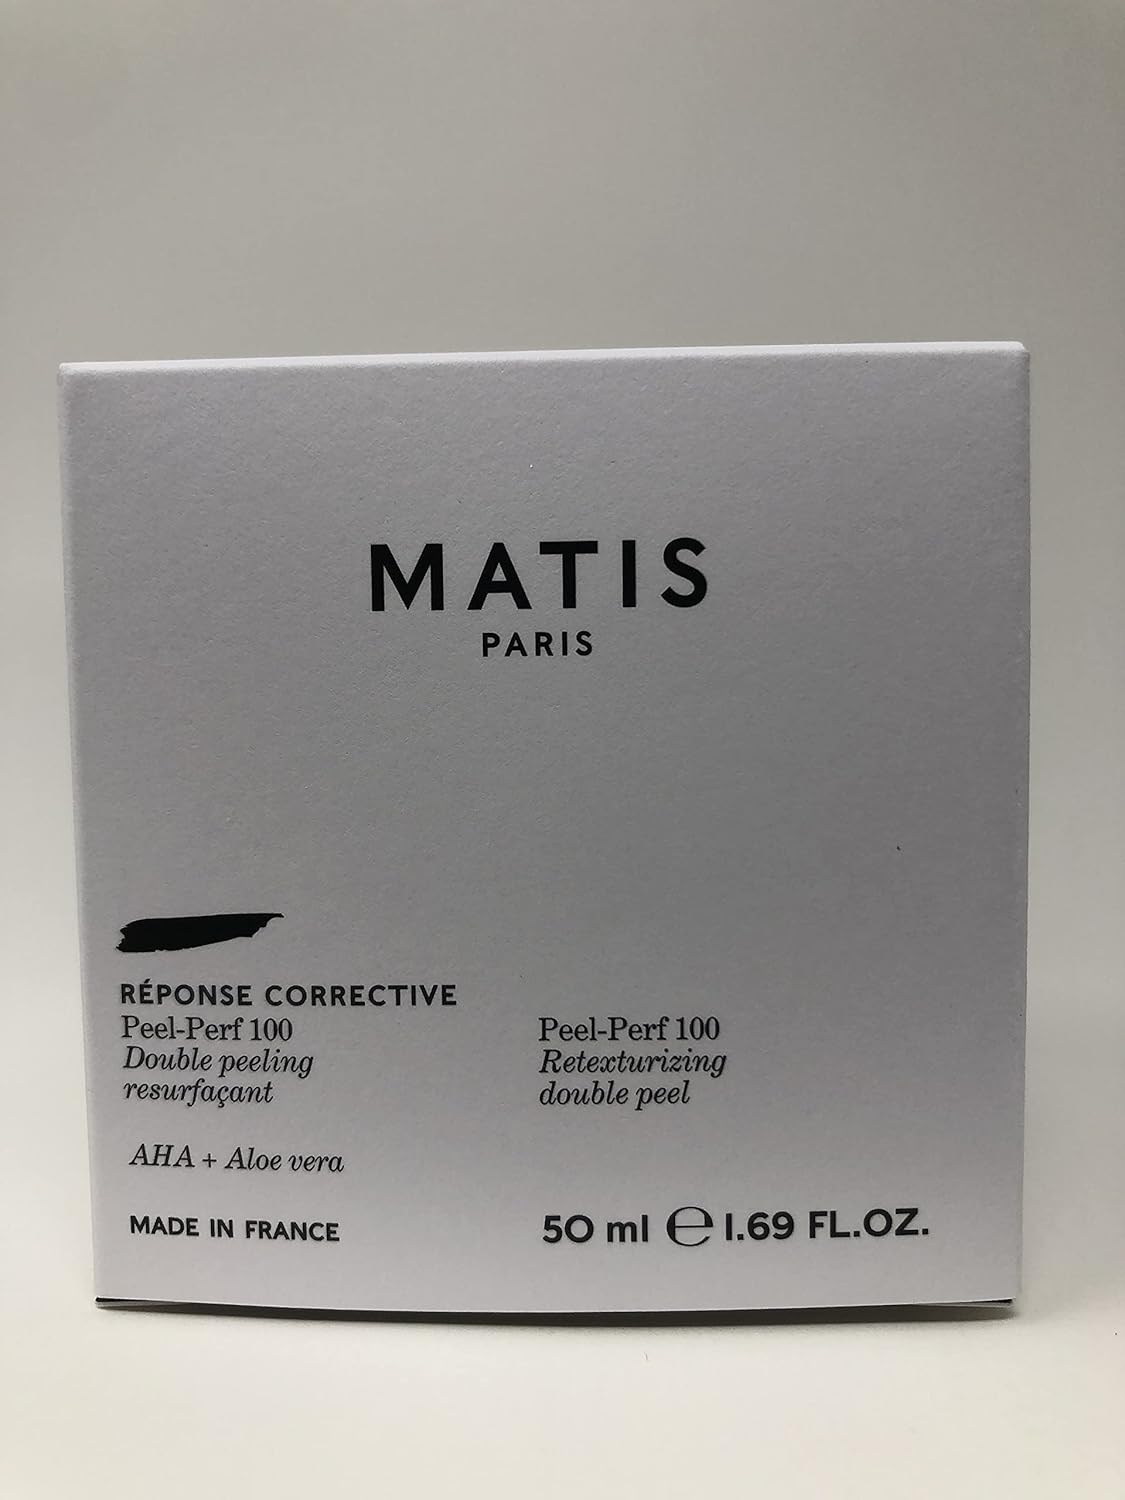 MATIS
PARIS
RÉPONSE CORRECTIVE
Peel-Perf 100
Double peeling
resurfaçant
AHA + Aloe vera
MADE IN FRANCE
Peel-Perf 100
Retexturizing
double peel
50 ml ℮ 1.69 FL.OZ.